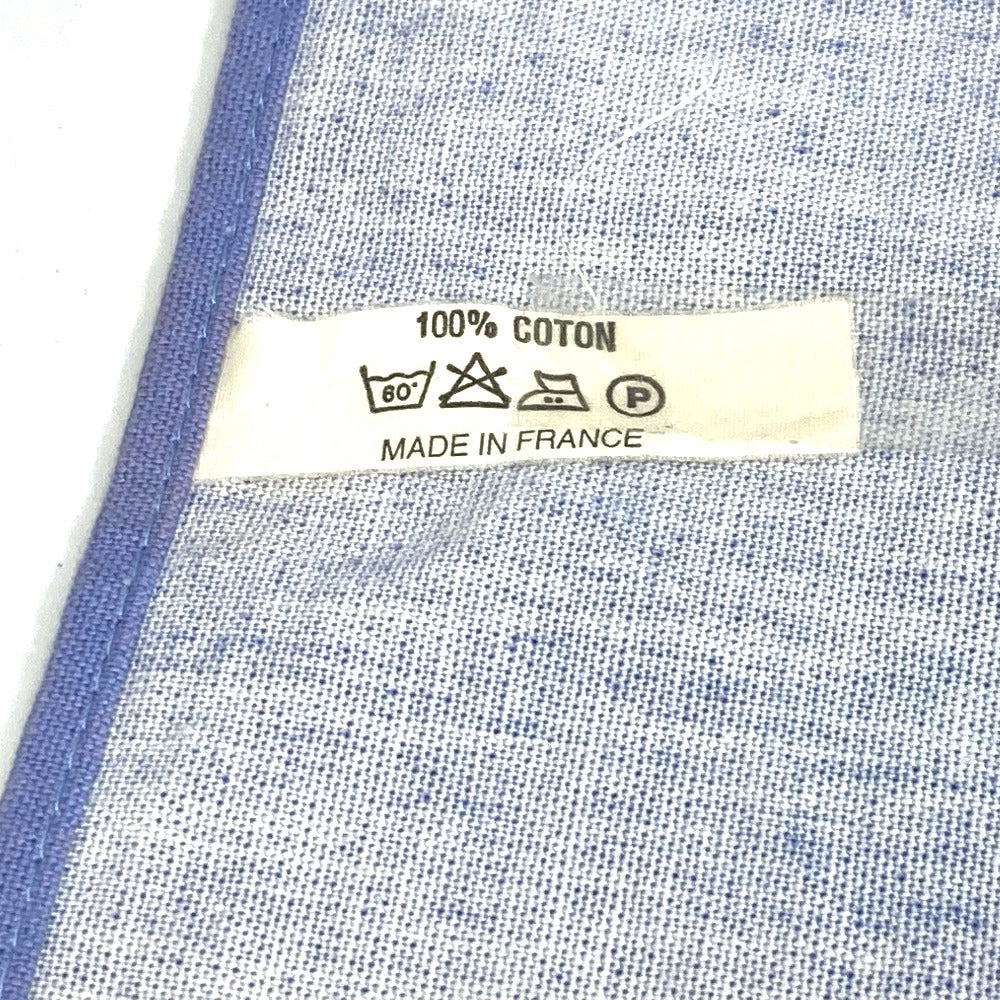 100% COTON
60° P
MADE IN FRANCE